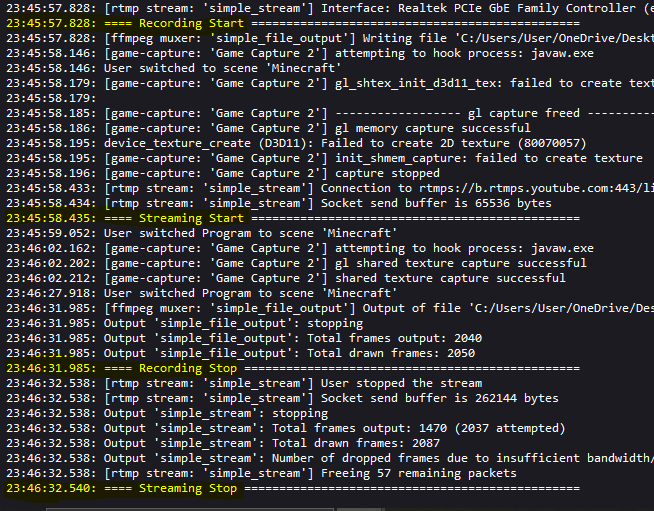 23:45:57.828: [rtmp stream: 'simple_stream'] Interface: Realtek PCIe GbE Family Controller (e
23:45:57.828: ==== Recording Start ===============================================
23:45:57.828: [ffmpeg muxer: 'simple_file_output'] Writing file 'C:/Users/User/OneDrive/Deskt
23:45:58.146: [game-capture: 'Game Capture 2'] attempting to hook process: javaw.exe
23:45:58.146: User switched to scene 'Minecraft'
23:45:58.179: [game-capture: 'Game Capture 2'] gl_shtex_init_d3d11_tex: failed to create text
23:45:58.179:
23:45:58.185: [game-capture: 'Game Capture 2'] ------------------ gl capture freed ----------
23:45:58.186: [game-capture: 'Game Capture 2'] gl memory capture successful
23:45:58.195: device_texture_create (D3D11): Failed to create 2D texture (80070057)
23:45:58.195: [game-capture: 'Game Capture 2'] init_shmem_capture: failed to create texture
23:45:58.196: [game-capture: 'Game Capture 2'] capture stopped
23:45:58.433: [rtmp stream: 'simple_stream'] Connection to rtmps://b.rtmps.youtube.com:443/li
23:45:58.434: [rtmp stream: 'simple_stream'] Socket send buffer is 65536 bytes
23:45:58.435: ==== Streaming Start ===============================================
23:45:59.052: User switched Program to scene 'Minecraft'
23:46:02.162: [game-capture: 'Game Capture 2'] attempting to hook process: javaw.exe
23:46:02.202: [game-capture: 'Game Capture 2'] gl shared texture capture successful
23:46:02.212: [game-capture: 'Game Capture 2'] shared texture capture successful
23:46:27.918: User switched Program to scene 'Minecraft'
23:46:31.985: [ffmpeg muxer: 'simple_file_output'] Output of file 'C:/Users/User/OneDrive/Des
23:46:31.985: Output 'simple_file_output': stopping
23:46:31.985: Output 'simple_file_output': Total frames output: 2040
23:46:31.985: Output 'simple_file_output': Total drawn frames: 2050
23:46:31.985: ==== Recording Stop ================================================
23:46:32.538: [rtmp stream: 'simple_stream'] User stopped the stream
23:46:32.538: [rtmp stream: 'simple_stream'] Socket send buffer is 262144 bytes
23:46:32.538: Output 'simple_stream': stopping
23:46:32.538: Output 'simple_stream': Total frames output: 1470 (2037 attempted)
23:46:32.538: Output 'simple_stream': Total drawn frames: 2087
23:46:32.538: Output 'simple_stream': Number of dropped frames due to insufficient bandwidth/
23:46:32.538: [rtmp stream: 'simple_stream'] Freeing 57 remaining packets
23:46:32.540: ==== Streaming Stop ================================================